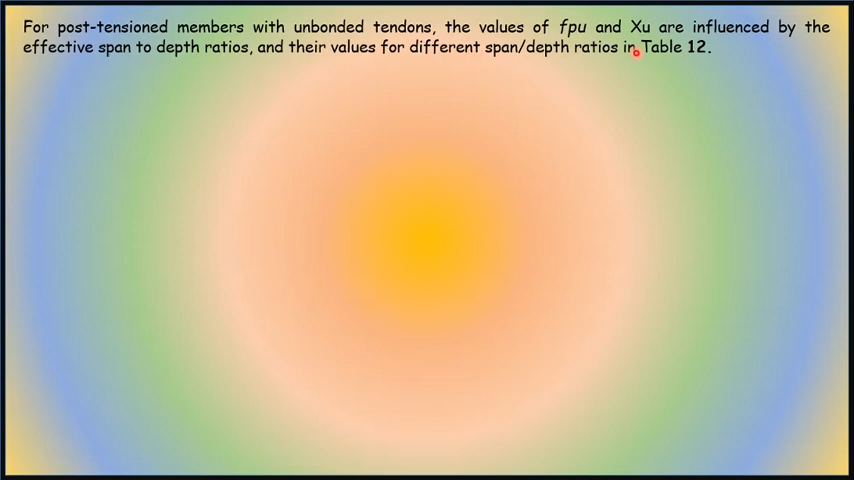 For post-tensioned members with unbonded tendons, the values of fpu and Xu are influenced by the
effective span to depth ratios, and their values for different span/depth ratios in Table 12.